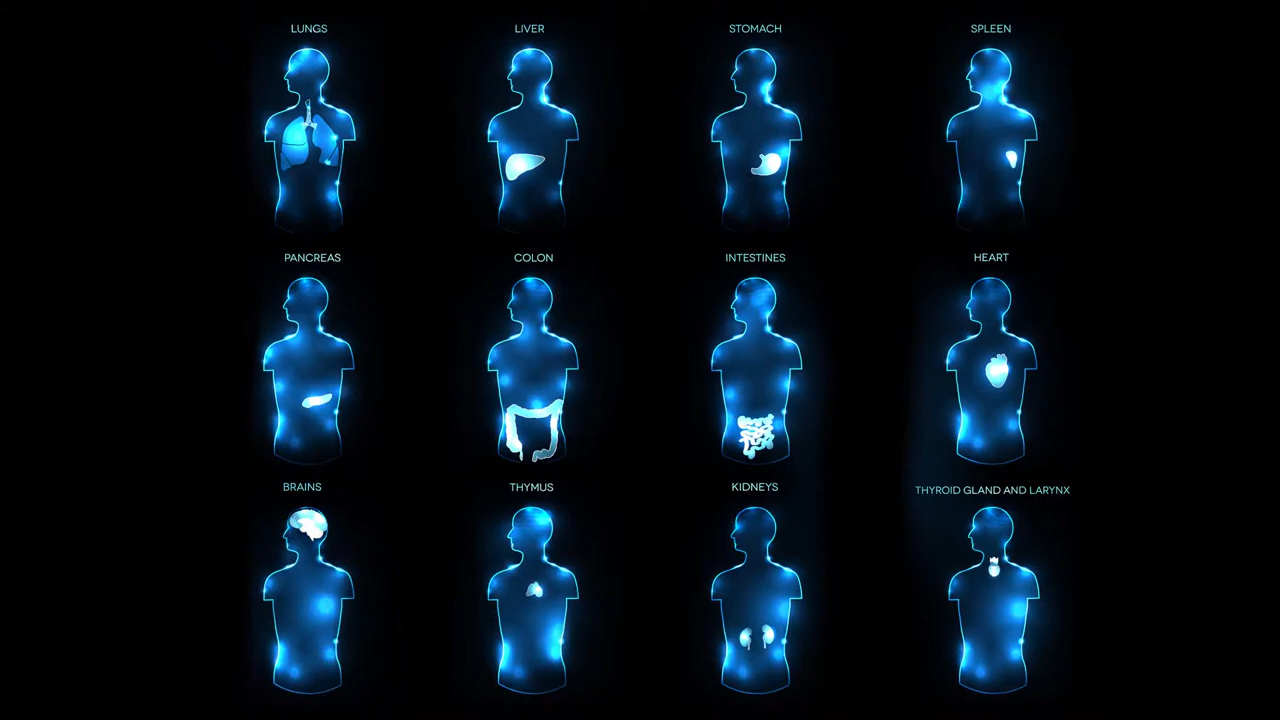 LUNGS
LIVER
STOMACH
SPLEEN
PANCREAS
COLON
INTESTINES
HEART
BRAINS
THYMUS
KIDNEYS
THYROID GLAND AND LARYNX